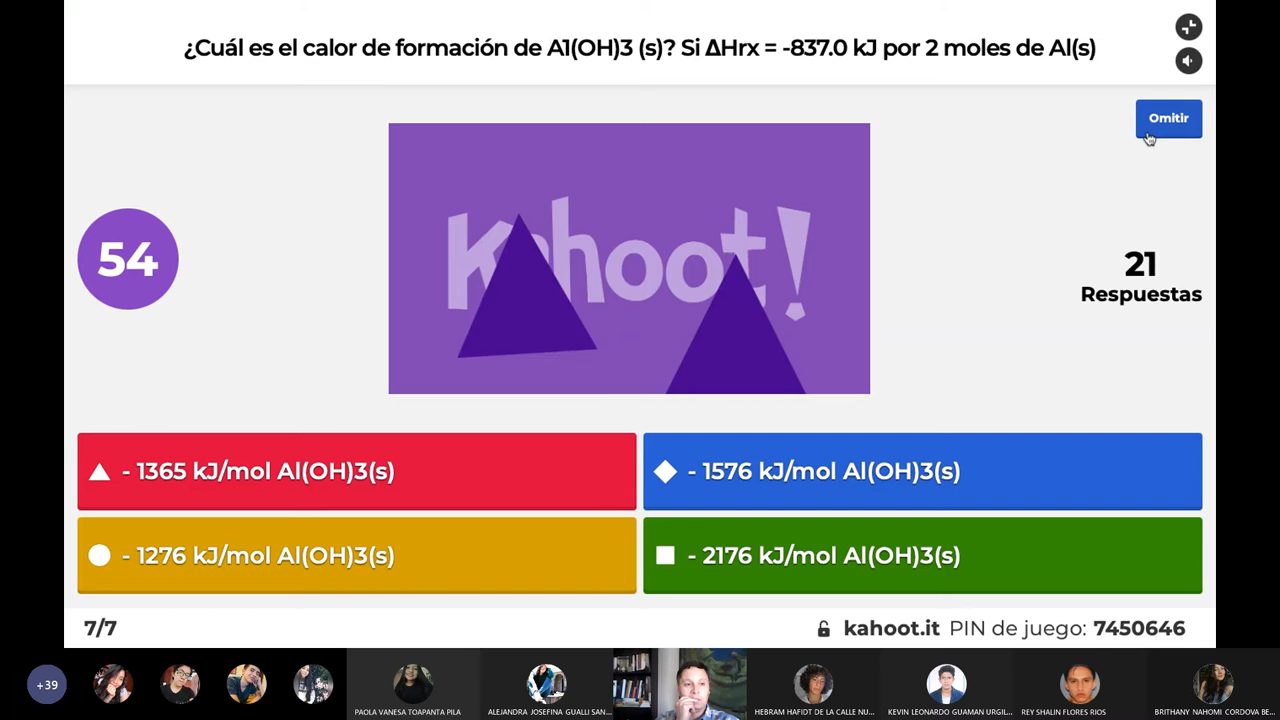 ¿Cuál es el calor de formación de A1(OH)3 (s)? Si ΔHrx = -837.0 kJ por 2 moles de Al(s)
Omitir
Kahoot!
54
21
Respuestas
- 1365 kJ/mol Al(OH)3(s)
- 1576 kJ/mol Al(OH)3(s)
- 1276 kJ/mol Al(OH)3(s)
- 2176 kJ/mol Al(OH)3(s)
7/7
kahoot.it PIN de juego: 7450646
+39
PAOLA VANESA TOAPANTA PILA
ALEJANDRA JOSEFINA GUALLI SAN...
HEBRAM HAFIDT DE LA CALLE NU...
KEVIN LEONARDO GUAMAN URGIL...
REY SHALIN FLORES RIOS
BRITHANY NAHOMI CORDOVA BE...